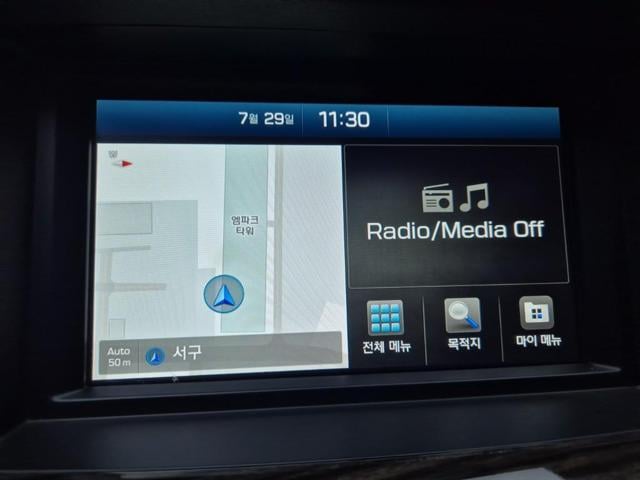 7월 29일 11:30
W
엠파크
타워
Radio/Media Off
Auto
50 m
서구
전체 메뉴
목적지
마이 메뉴